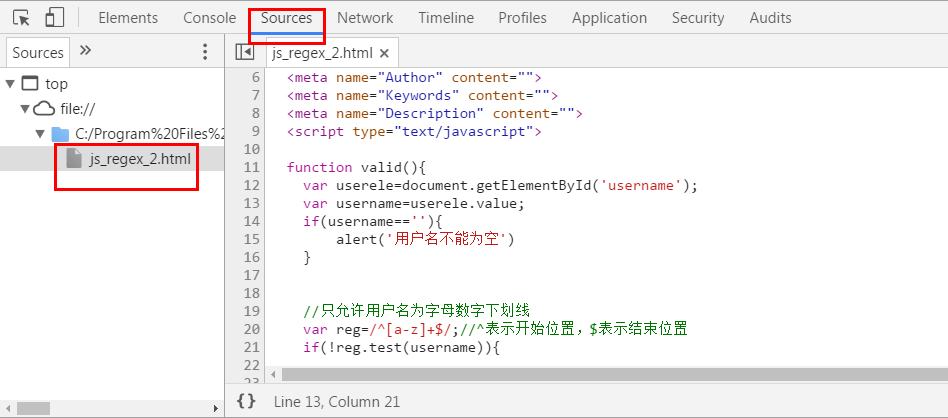 Elements Console Sources Network Timeline Profiles Application Security Audits
Sources »
js_regex_2.html ×
top
file://
C:/Program%20Files%2
js_regex_2.html
6 <meta name="Author" content="">
7 <meta name="Keywords" content="">
8 <meta name="Description" content="">
9 <script type="text/javascript">
10
11 function valid(){
12 var userele=document.getElementById('username');
13 var username=userele.value;
14 if(username==''){
15 alert('用户名不能为空')
16 }
17
18
19 //只允许用户名为字母数字下划线
20 var reg=/^[a-z]+$/;//^表示开始位置，$表示结束位置
21 if(!reg.test(username)){
22
23
{} Line 13, Column 21